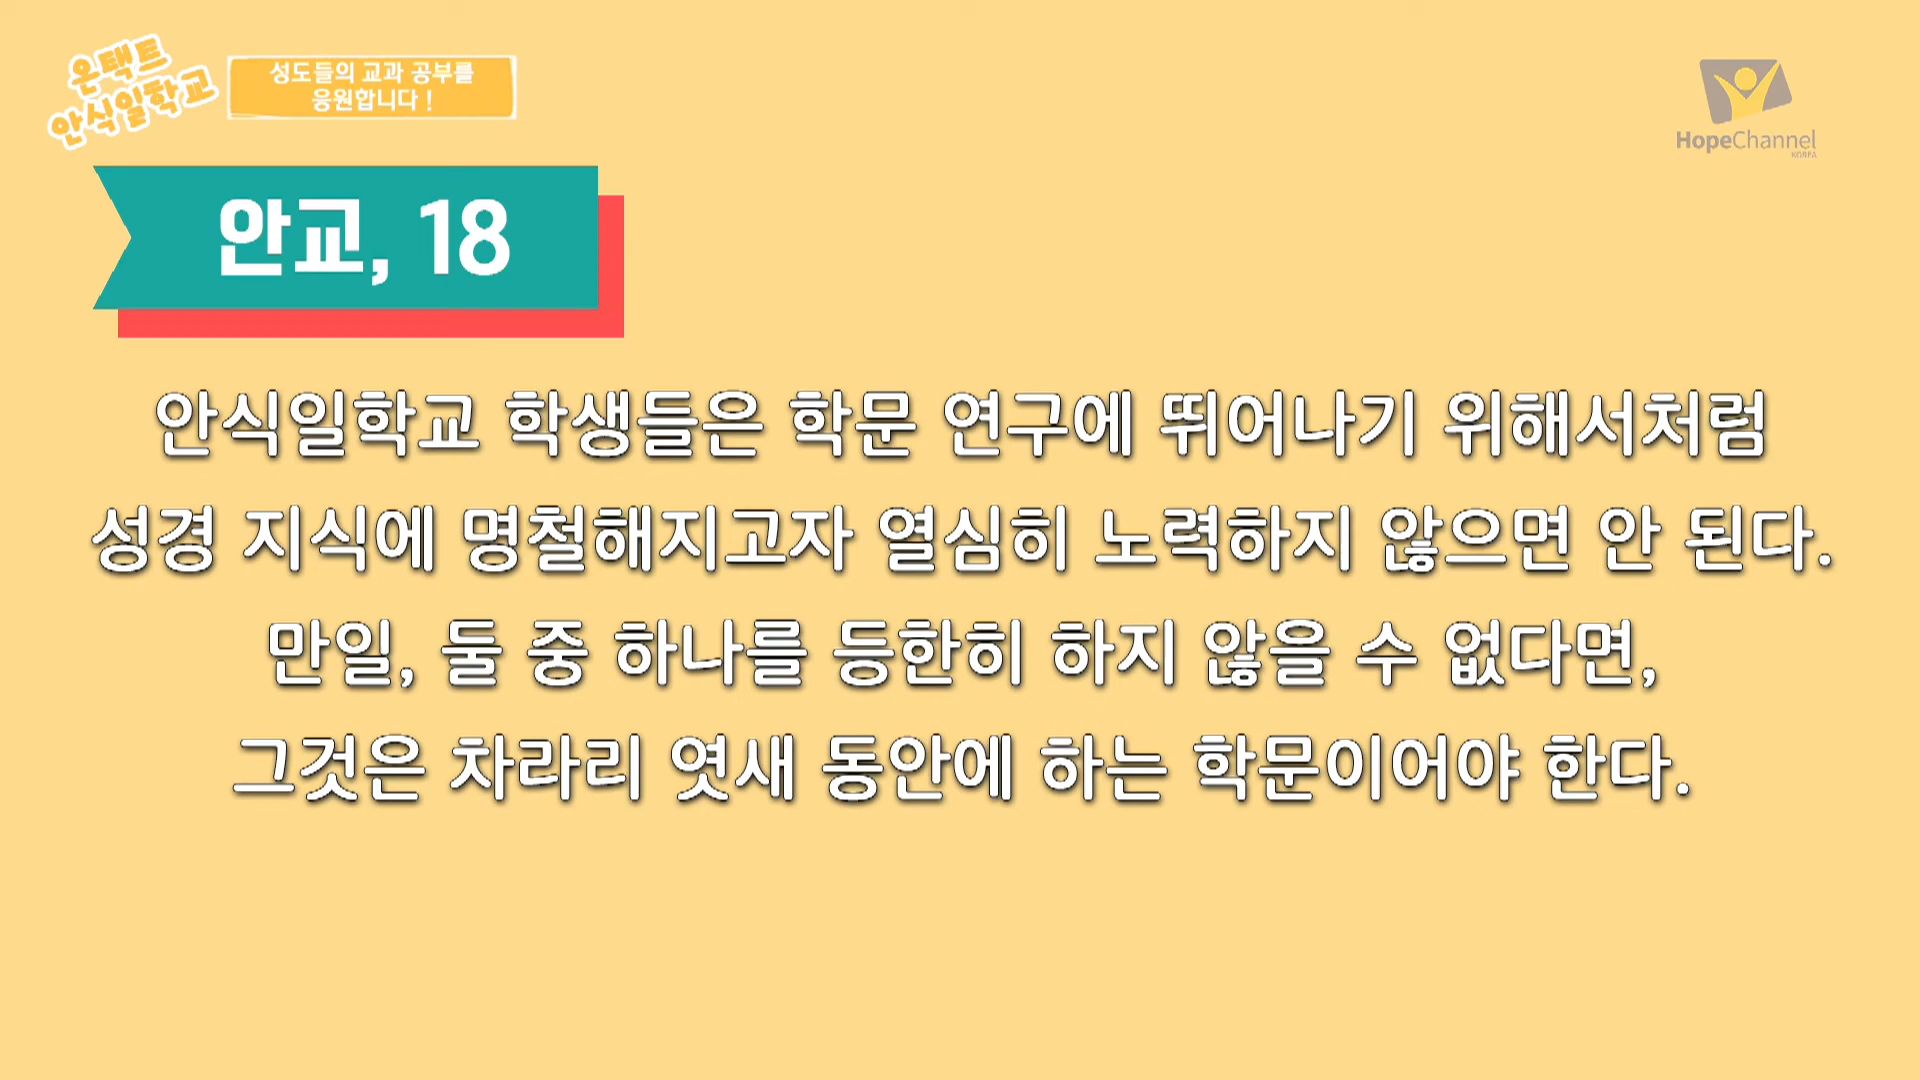 온택트
안식일학교
성도들의 교과 공부를
응원합니다 !
HopeChannel
KOREA
안교, 18
안식일학교 학생들은 학문 연구에 뛰어나기 위해서처럼
성경 지식에 명철해지고자 열심히 노력하지 않으면 안 된다.
만일, 둘 중 하나를 등한히 하지 않을 수 없다면,
그것은 차라리 엿새 동안에 하는 학문이어야 한다.